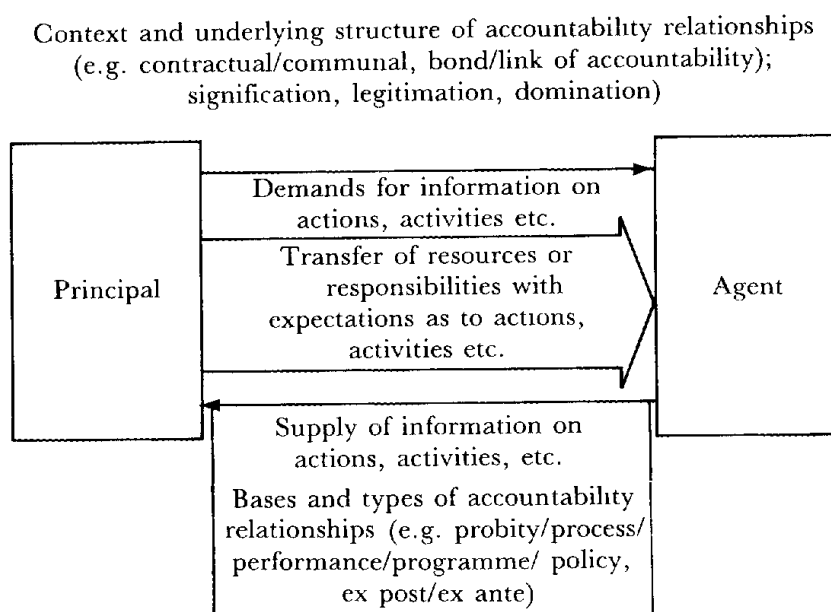 Context and underlying structure of accountability relationships
(e.g. contractual/communal, bond/link of accountability);
signification, legitimation, domination)
Demands for information on
actions, activities etc.
Principal
Transfer of resources or
responsibilities with
expectations as to actions,
activities etc.
Agent
Supply of information on
actions, activities, etc.
Bases and types of accountability
relationships (e.g. probity/process/
performance/programme/ policy,
ex post/ex ante)